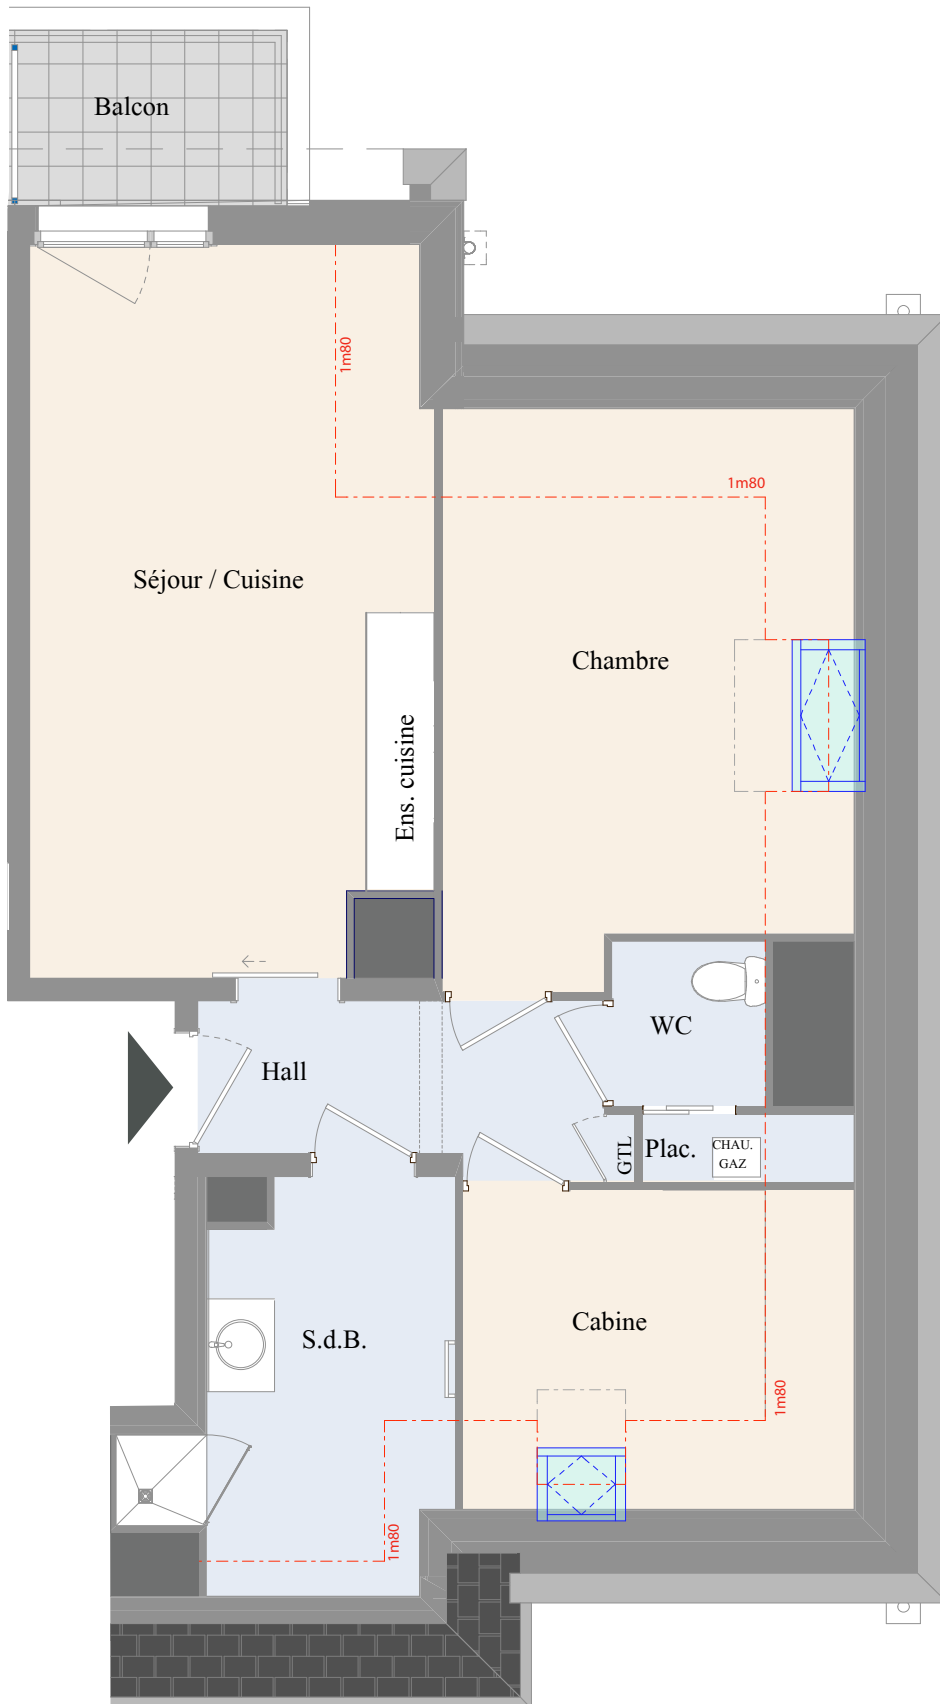 Balcon
1m80
1m80
Séjour / Cuisine
Chambre
Ens. cuisine
WC
Hall
GTL
Plac.
CHAU.
GAZ
Cabine
S.d.B.
1m80
1m80